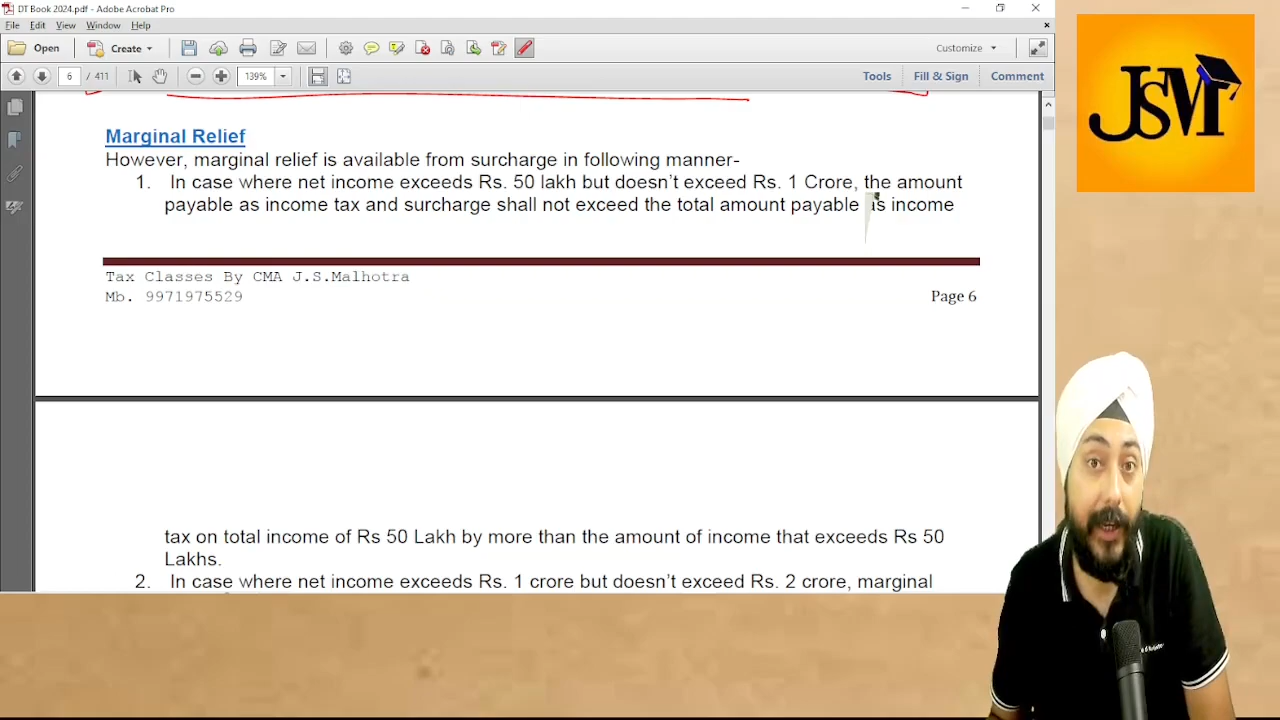 DT Book 2024.pdf - Adobe Acrobat Pro
File Edit View Window Help
Open Create Customize
6 / 411 139% Tools Fill & Sign Comment
Marginal Relief
However, marginal relief is available from surcharge in following manner-
1. In case where net income exceeds Rs. 50 lakh but doesn't exceed Rs. 1 Crore, the amount
payable as income tax and surcharge shall not exceed the total amount payable as income
Tax Classes By CMA J.S.Malhotra
Mb. 9971975529 Page 6
tax on total income of Rs 50 Lakh by more than the amount of income that exceeds Rs 50
Lakhs.
2. In case where net income exceeds Rs. 1 crore but doesn't exceed Rs. 2 crore, marginal
JSM